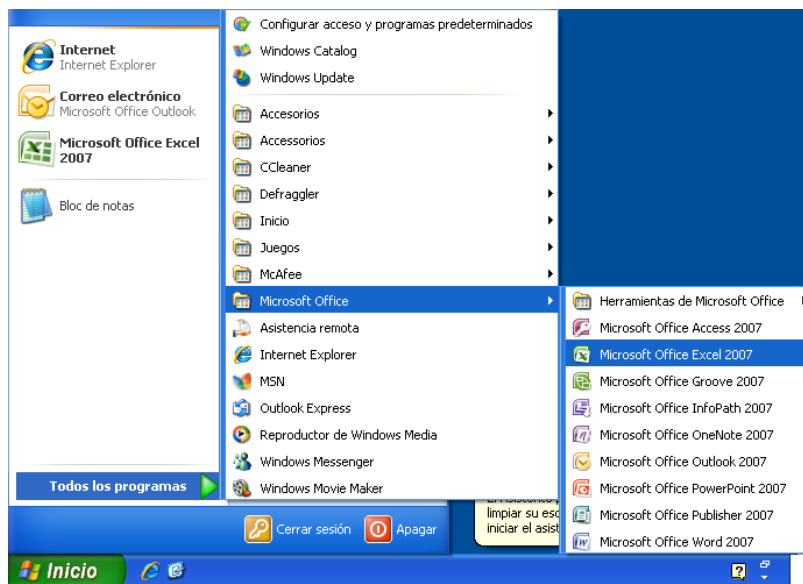 Internet
Internet Explorer
Correo electrónico
Microsoft Office Outlook
Microsoft Office Excel
2007
Bloc de notas
Todos los programas
Configurar acceso y programas predeterminados
Windows Catalog
Windows Update
Accesorios
Accessorios
CCleaner
Defraggler
Inicio
Juegos
McAfee
Microsoft Office
Asistencia remota
Internet Explorer
MSN
Outlook Express
Reproductor de Windows Media
Windows Messenger
Windows Movie Maker
Herramientas de Microsoft Office
Microsoft Office Access 2007
Microsoft Office Excel 2007
Microsoft Office Groove 2007
Microsoft Office InfoPath 2007
Microsoft Office OneNote 2007
Microsoft Office Outlook 2007
Microsoft Office PowerPoint 2007
Microsoft Office Publisher 2007
Microsoft Office Word 2007
limpiar su esc
iniciar el asist
Cerrar sesión
Apagar
Inicio